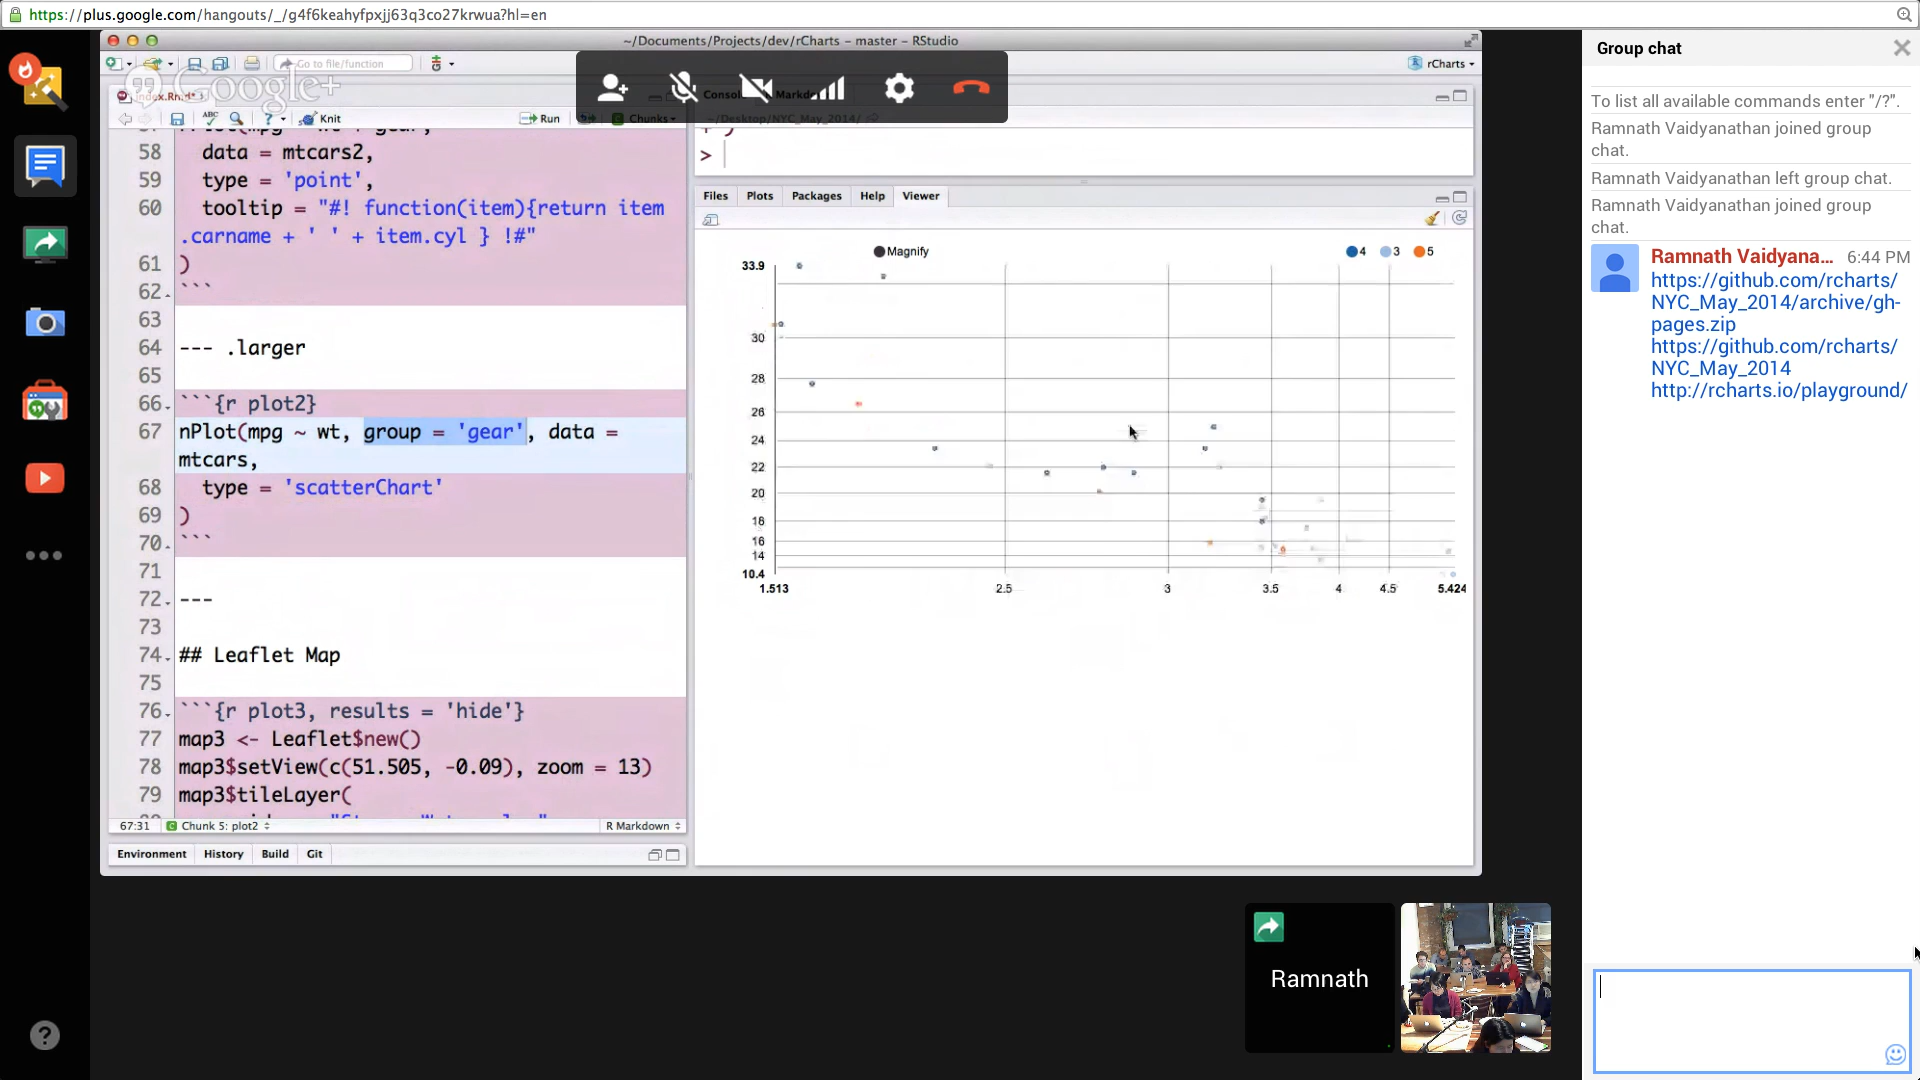 https://plus.google.com/hangouts/_/g4f6keahyfpxjj63q3co27krwua?hl=en
~/Documents/Projects/dev/rCharts – master – RStudio
Go to file/function
rCharts
Google+
index.Rmd*
Knit
Run
Chunks
58 data = mtcars2,
59 type = 'point',
60 tooltip = "#! function(item){return item
.carname + ' ' + item.cyl } !#"
61 )
62 ```
63
64 --- .larger
65
66 ```{r plot2}
67 nPlot(mpg ~ wt, group = 'gear', data =
mtcars,
68 type = 'scatterChart'
69 )
70 ```
71
72 ---
73
74 ## Leaflet Map
75
76 ```{r plot3, results = 'hide'}
77 map3 <- Leaflet$new()
78 map3$setView(c(51.505, -0.09), zoom = 13)
79 map3$tileLayer(
67:31 Chunk 5: plot2 R Markdown
Environment History Build Git
~/Desktop/NYC_May_2014/
>
Files Plots Packages Help Viewer
Magnify 4 3 5
33.9
30
28
26
24
22
20
18
16
14
10.4
1.513 2.5 3 3.5 4 4.5 5.424
Ramnath
Group chat
To list all available commands enter "/?".
Ramnath Vaidyanathan joined group
chat.
Ramnath Vaidyanathan left group chat.
Ramnath Vaidyanathan joined group
chat.
Ramnath Vaidyana... 6:44 PM
https://github.com/rcharts/
NYC_May_2014/archive/gh-
pages.zip
https://github.com/rcharts/
NYC_May_2014
http://rcharts.io/playground/